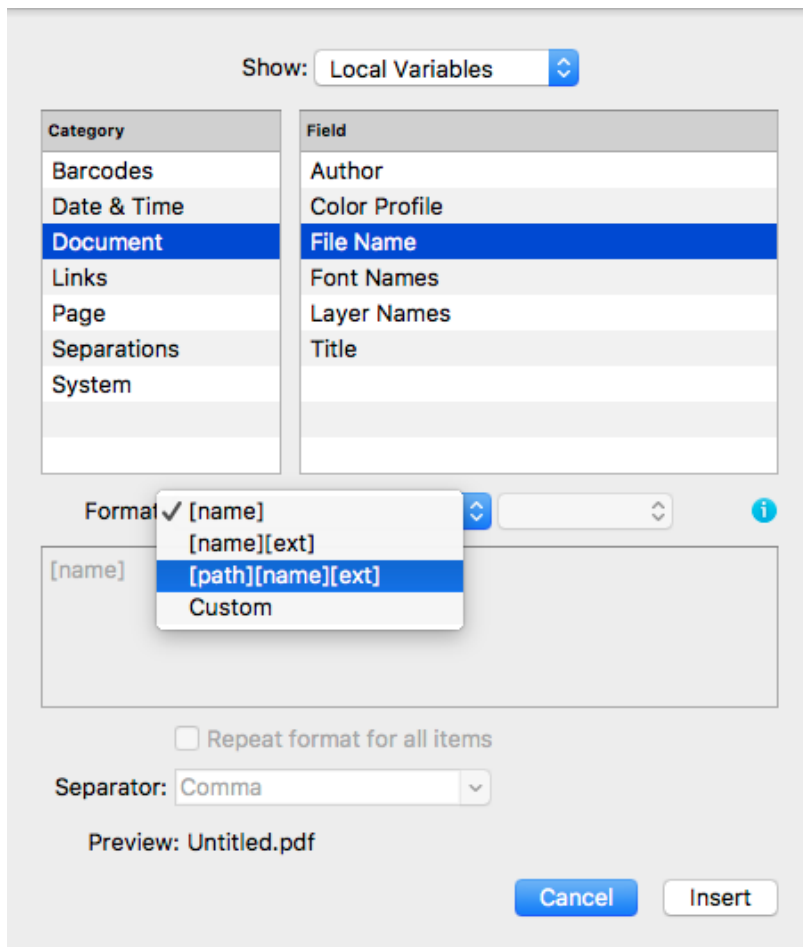 Show: Local Variables
Category Field
Barcodes Author
Date & Time Color Profile
Document File Name
Links Font Names
Page Layer Names
Separations Title
System
Format ✓ [name]
[name][ext]
[name] [path][name][ext]
Custom
Repeat format for all items
Separator: Comma
Preview: Untitled.pdf
Cancel Insert